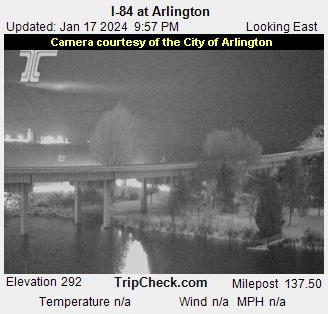 I-84 at Arlington
Updated: Jan 17 2024 9:57 PM Looking East
Camera courtesy of the City of Arlington
Elevation 292 TripCheck.com Milepost 137.50
Temperature n/a Wind n/a MPH n/a